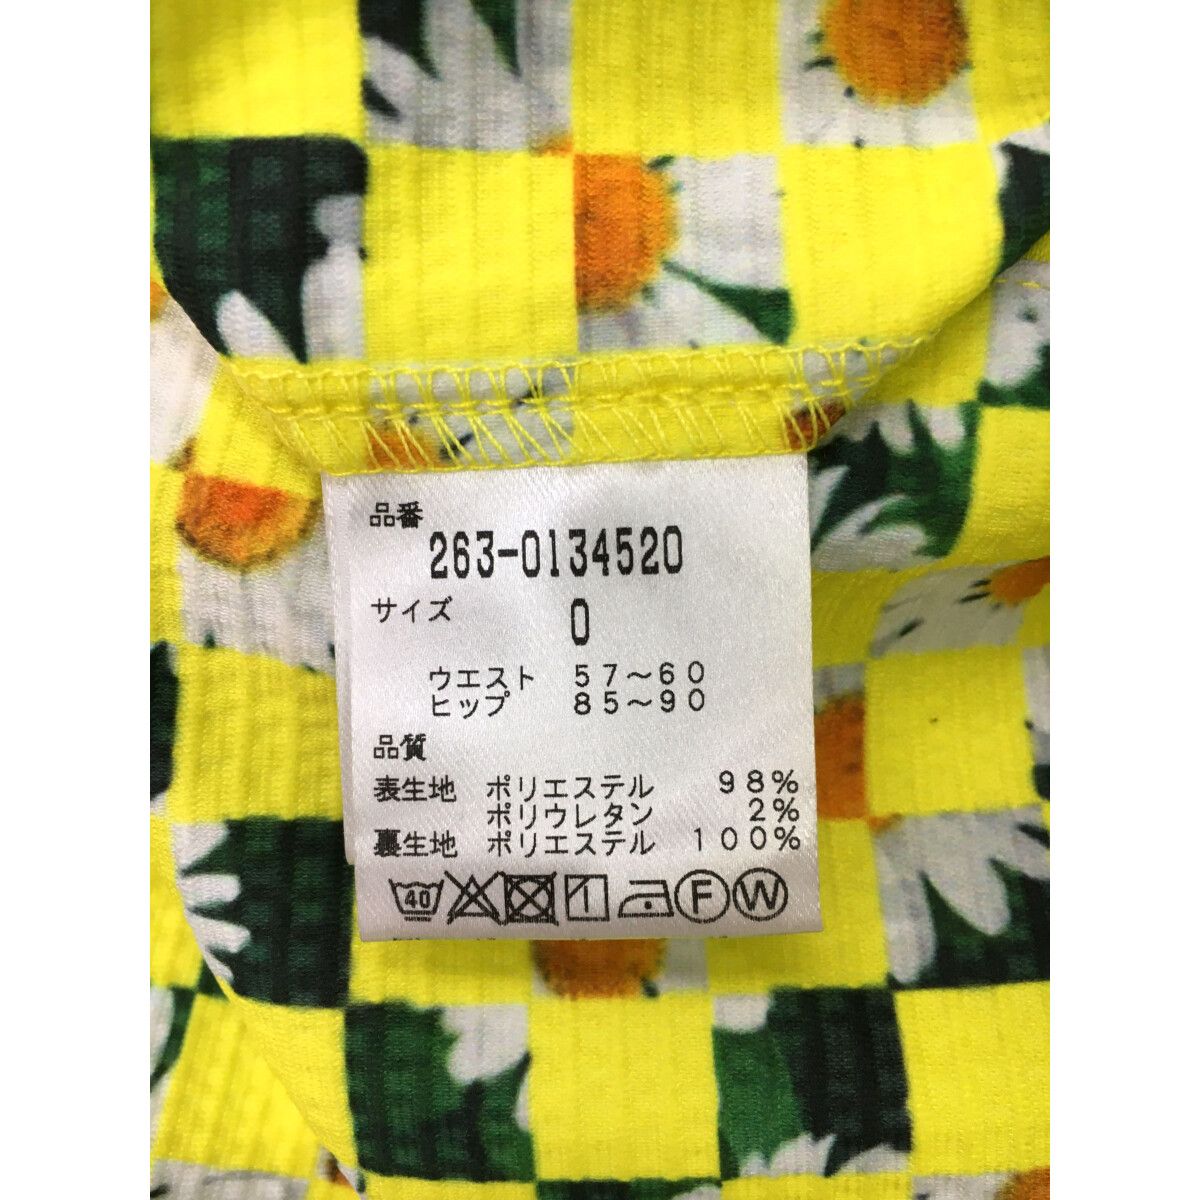 品番
263-0134520
サイズ
0
ウエスト 57～60
ヒップ 85～90
品質
表生地 ポリエステル 98%
ポリウレタン 2%
裏生地 ポリエステル 100%
40 F W